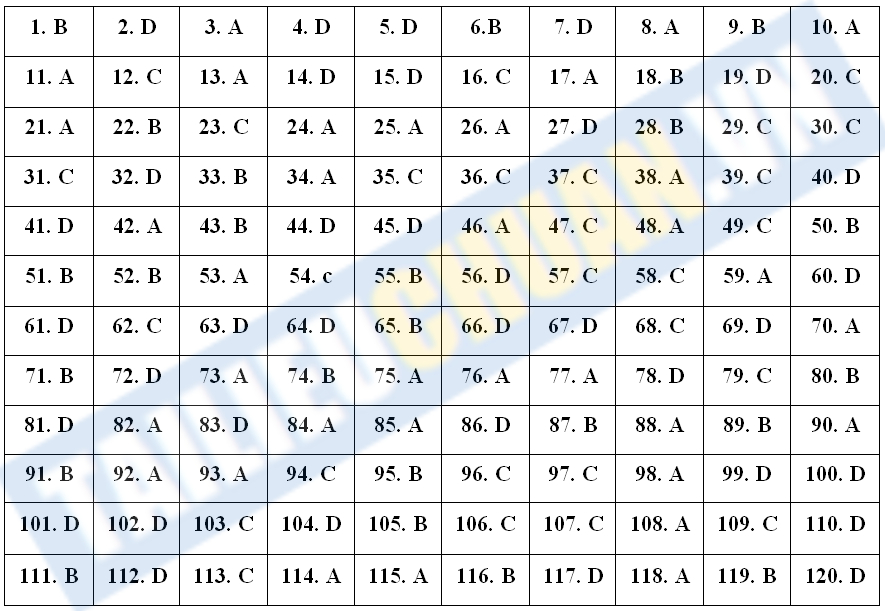 1. B 2. D 3. A 4. D 5. D 6.B 7. D 8. A 9. B 10. A
11. A 12. C 13. A 14. D 15. D 16. C 17. A 18. B 19. D 20. C
21. A 22. B 23. C 24. A 25. A 26. A 27. D 28. B 29. C 30. C
31. C 32. D 33. B 34. A 35. C 36. C 37. C 38. A 39. C 40. D
41. D 42. A 43. B 44. D 45. D 46. A 47. C 48. A 49. C 50. B
51. B 52. B 53. A 54. c 55. B 56. D 57. C 58. C 59. A 60. D
61. D 62. C 63. D 64. D 65. B 66. D 67. D 68. C 69. D 70. A
71. B 72. D 73. A 74. B 75. A 76. A 77. A 78. D 79. C 80. B
81. D 82. A 83. D 84. A 85. A 86. D 87. B 88. A 89. B 90. A
91. B 92. A 93. A 94. C 95. B 96. C 97. C 98. A 99. D 100. D
101. D 102. D 103. C 104. D 105. B 106. C 107. C 108. A 109. C 110. D
111. B 112. D 113. C 114. A 115. A 116. B 117. D 118. A 119. B 120. D
TAILIEUCHUAN.VN